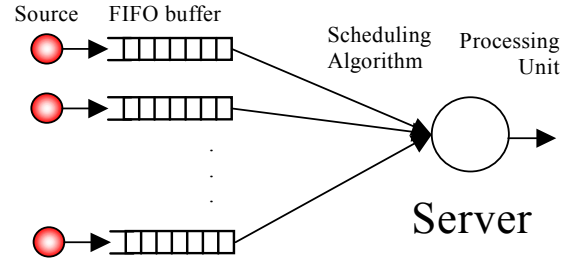 Source
FIFO buffer
Scheduling
Algorithm
Processing
Unit
Server